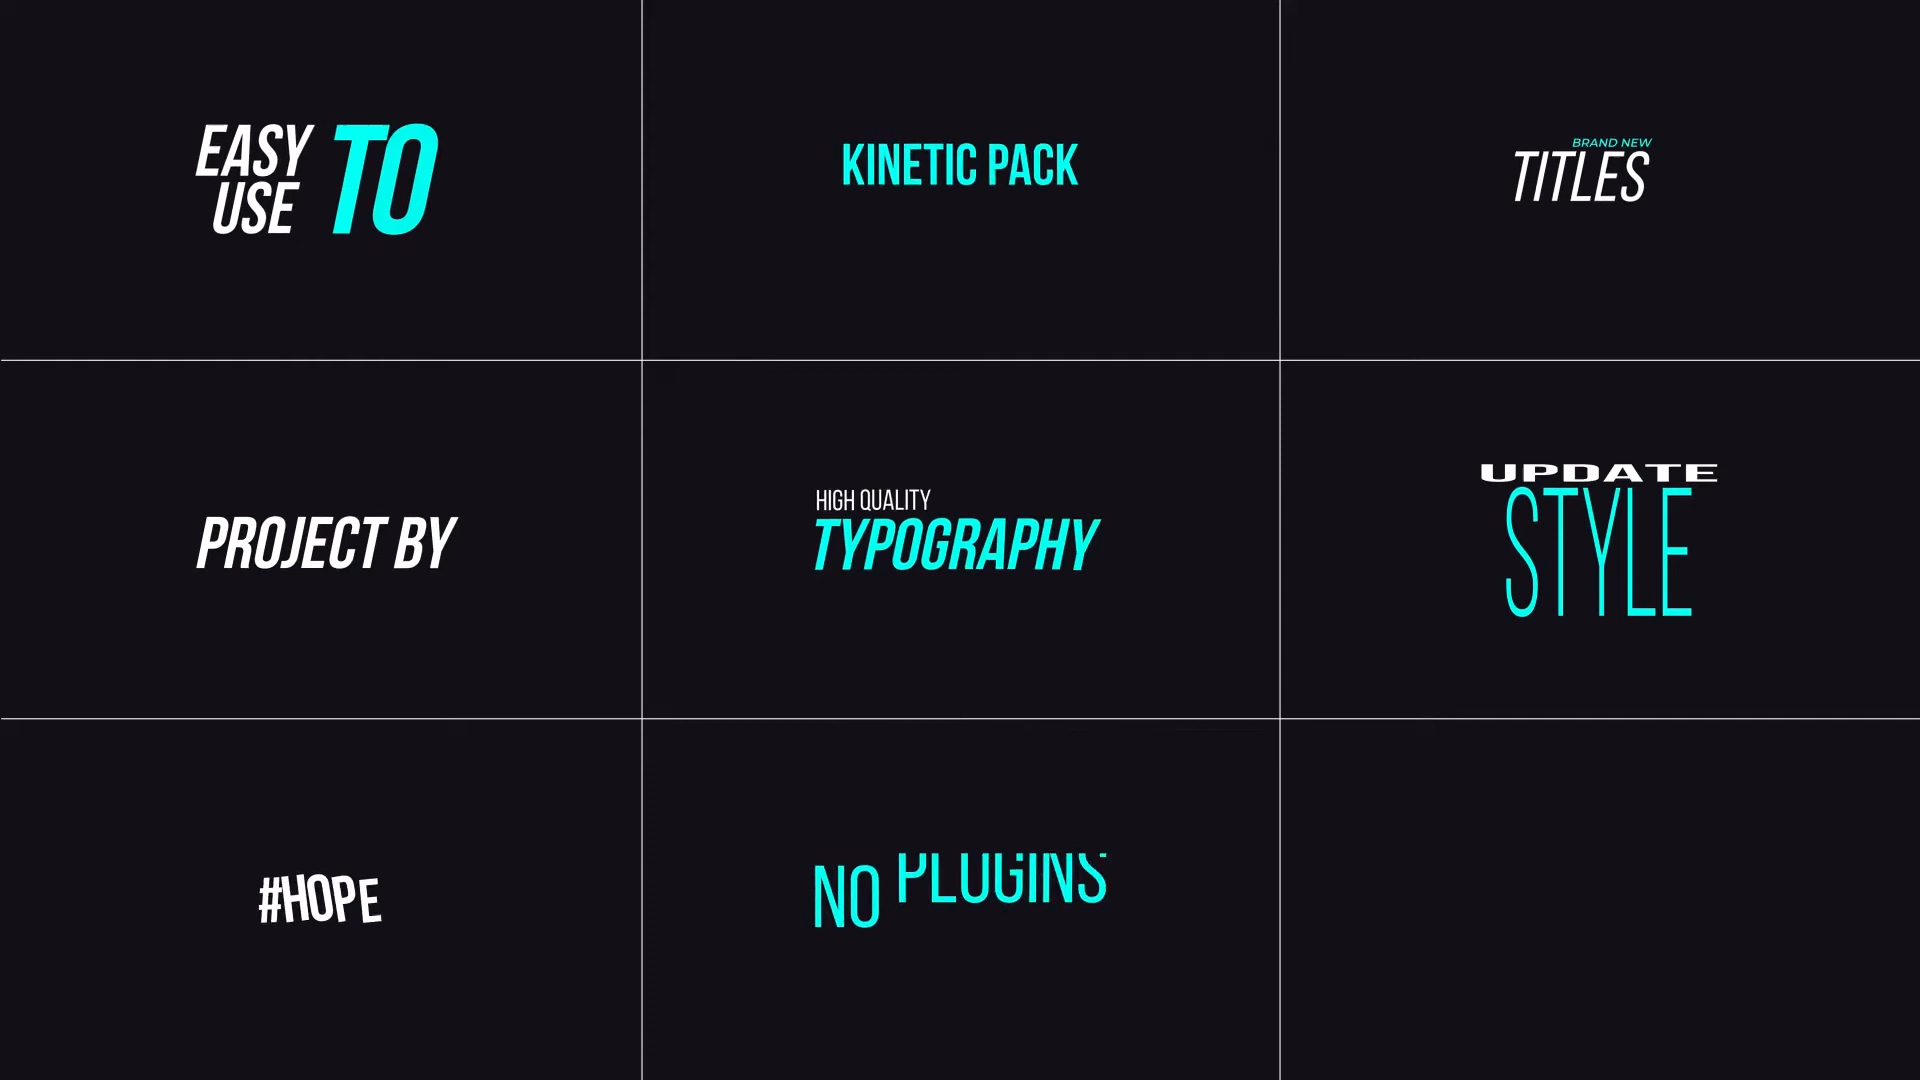 EASY TO
USE
KINETIC PACK
BRAND NEW
TITLES
PROJECT BY
HIGH QUALITY
TYPOGRAPHY
UPDATE
STYLE
#HOPE
NO PLUGINS